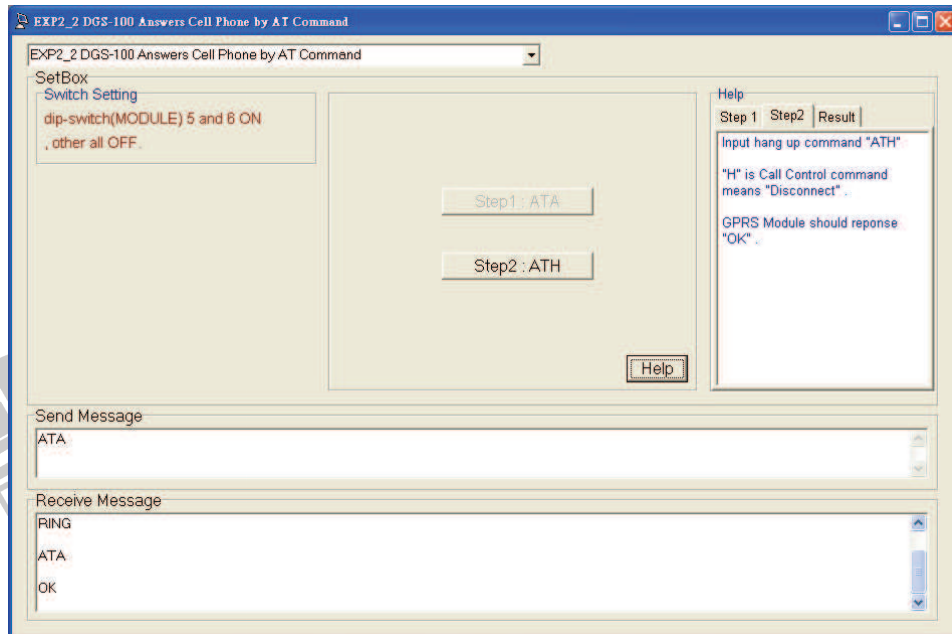 EXP2_2 DGS-100 Answers Cell Phone by AT Command
EXP2_2 DGS-100 Answers Cell Phone by AT Command
SetBox
Switch Setting
dip-switch(MODULE) 5 and 6 ON
, other all OFF.
Step1 : ATA
Step2 : ATH
Help
Help
Step 1 Step2 Result
Input hang up command "ATH"
"H" is Call Control command
means "Disconnect" .
GPRS Module should reponse
"OK" .
Send Message
ATA
Receive Message
RING
ATA
OK